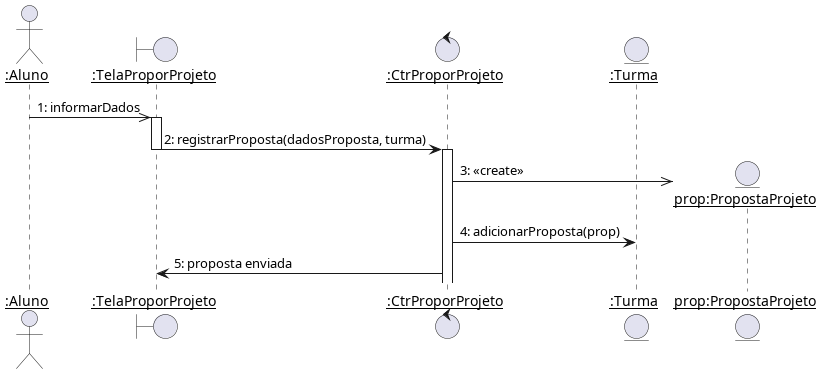 :Aluno
:TelaProporProjeto
:CtrProporProjeto
:Turma
1: informarDados
2: registrarProposta(dadosProposta, turma)
3: «create»
prop:PropostaProjeto
4: adicionarProposta(prop)
5: proposta enviada
:Aluno
:TelaProporProjeto
:CtrProporProjeto
:Turma
prop:PropostaProjeto